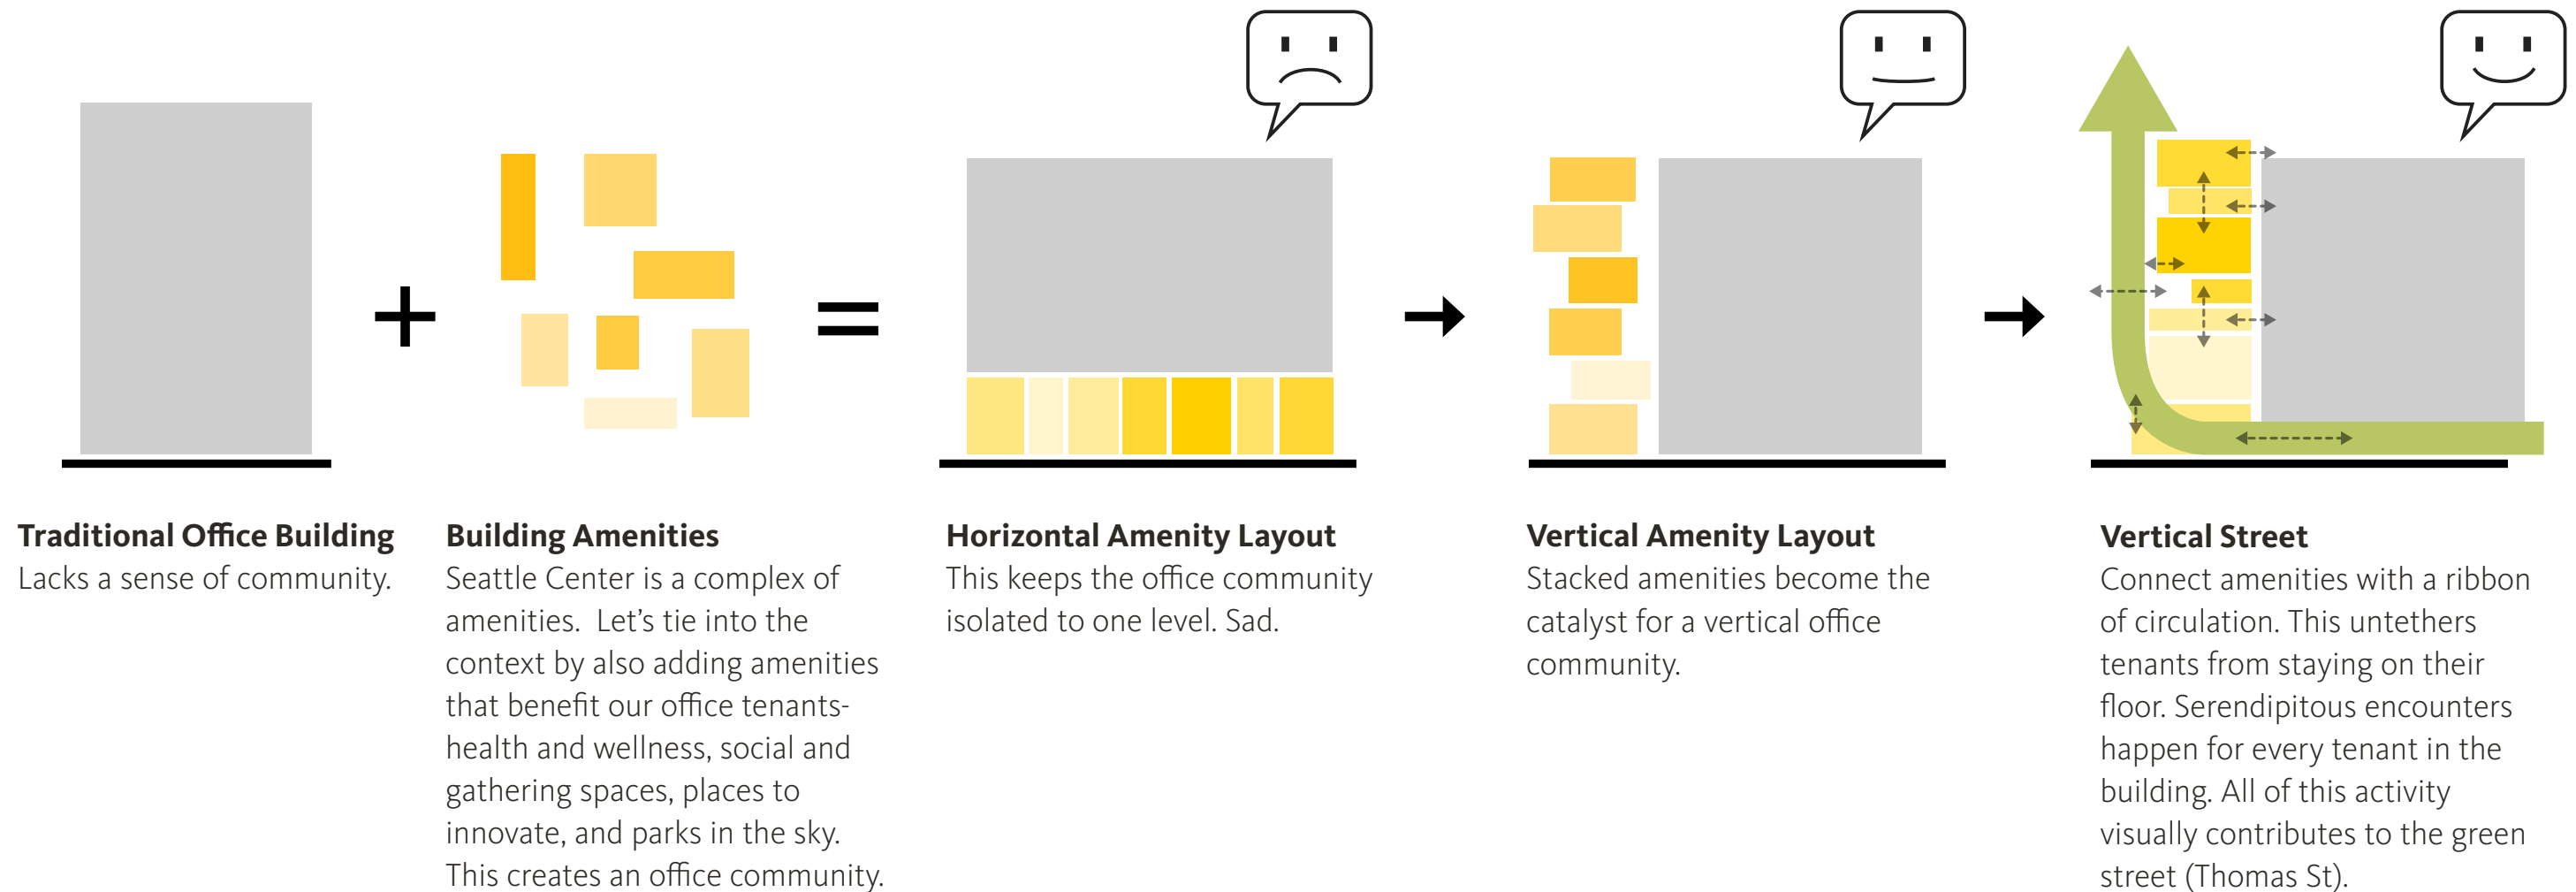 Traditional Office Building
Lacks a sense of community.
Building Amenities
Seattle Center is a complex of
amenities.  Let's tie into the
context by also adding amenities
that benefit our office tenants-
health and wellness, social and
gathering spaces, places to
innovate, and parks in the sky.
This creates an office community.
Horizontal Amenity Layout
This keeps the office community
isolated to one level. Sad.
Vertical Amenity Layout
Stacked amenities become the
catalyst for a vertical office
community.
Vertical Street
Connect amenities with a ribbon
of circulation. This untethers
tenants from staying on their
floor. Serendipitous encounters
happen for every tenant in the
building. All of this activity
visually contributes to the green
street (Thomas St).